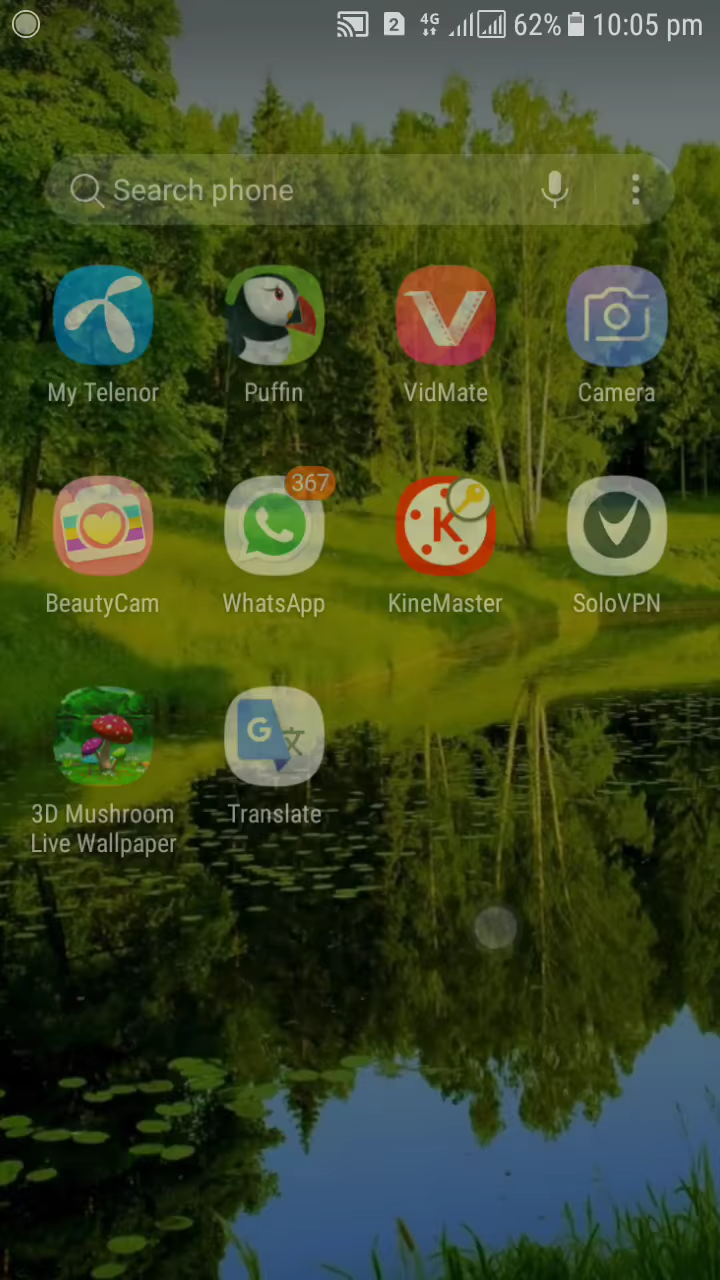 2 4G 62% 10:05 pm
Search phone
My Telenor Puffin VidMate Camera
367
K
BeautyCam WhatsApp KineMaster SoloVPN
G 文
3D Mushroom
Live Wallpaper
Translate